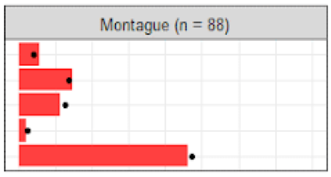 Montague (n = 88)